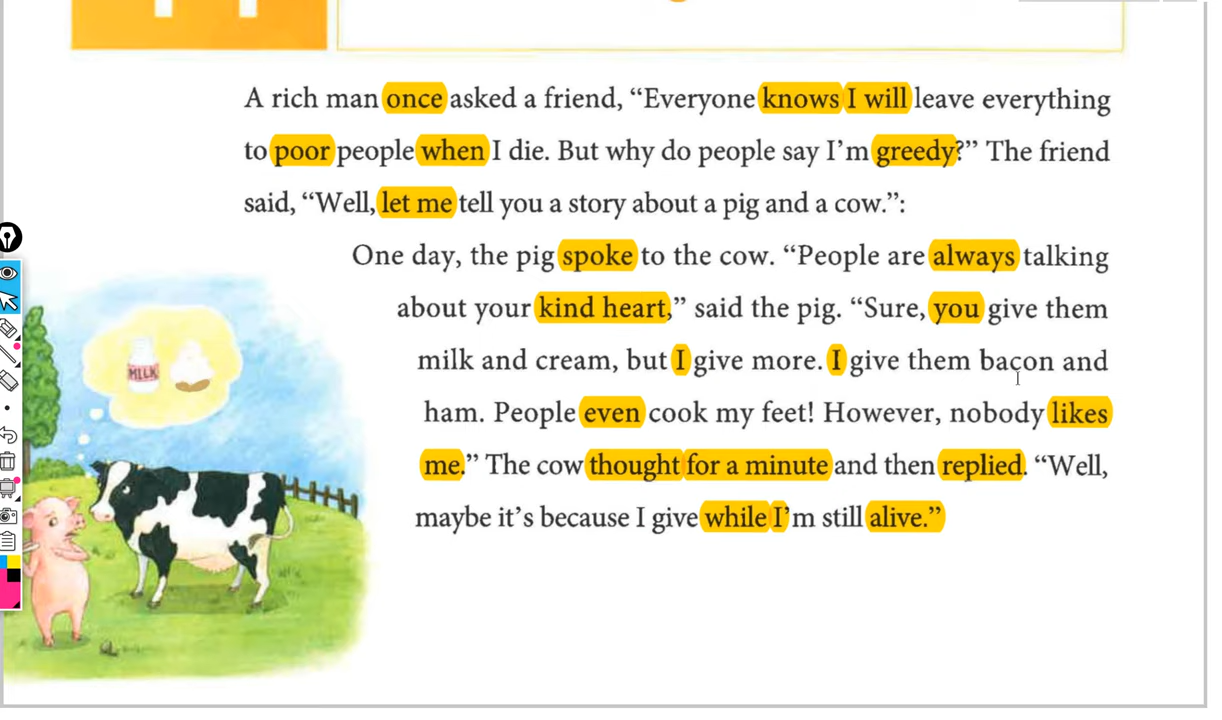 A rich man once asked a friend, “Everyone knows I will leave everything
to poor people when I die. But why do people say I’m greedy?” The friend
said, “Well, let me tell you a story about a pig and a cow.”:
One day, the pig spoke to the cow. “People are always talking
about your kind heart,” said the pig. “Sure, you give them
milk and cream, but I give more. I give them bacon and
MILK
ham. People even cook my feet! However, nobody likes
me.” The cow thought for a minute and then replied. “Well,
maybe it’s because I give while I’m still alive.”